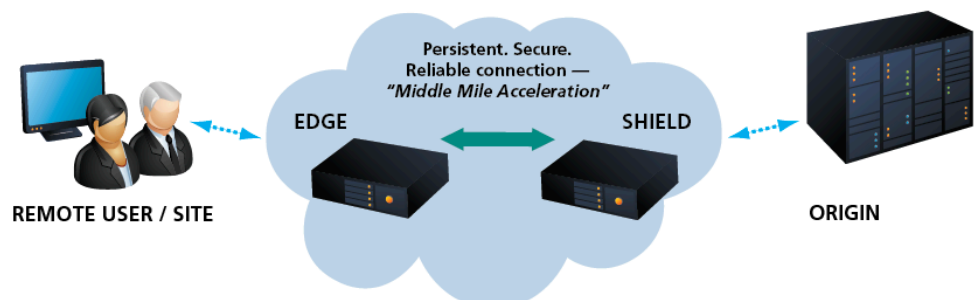 Persistent. Secure.
Reliable connection —
“Middle Mile Acceleration”
EDGE
SHIELD
REMOTE USER / SITE
ORIGIN